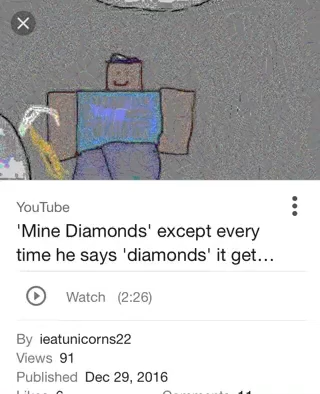 YouTube
'Mine Diamonds' except every
time he says 'diamonds' it get...
Watch (2:26)
By ieatunicorns22
Views 91
Published Dec 29, 2016